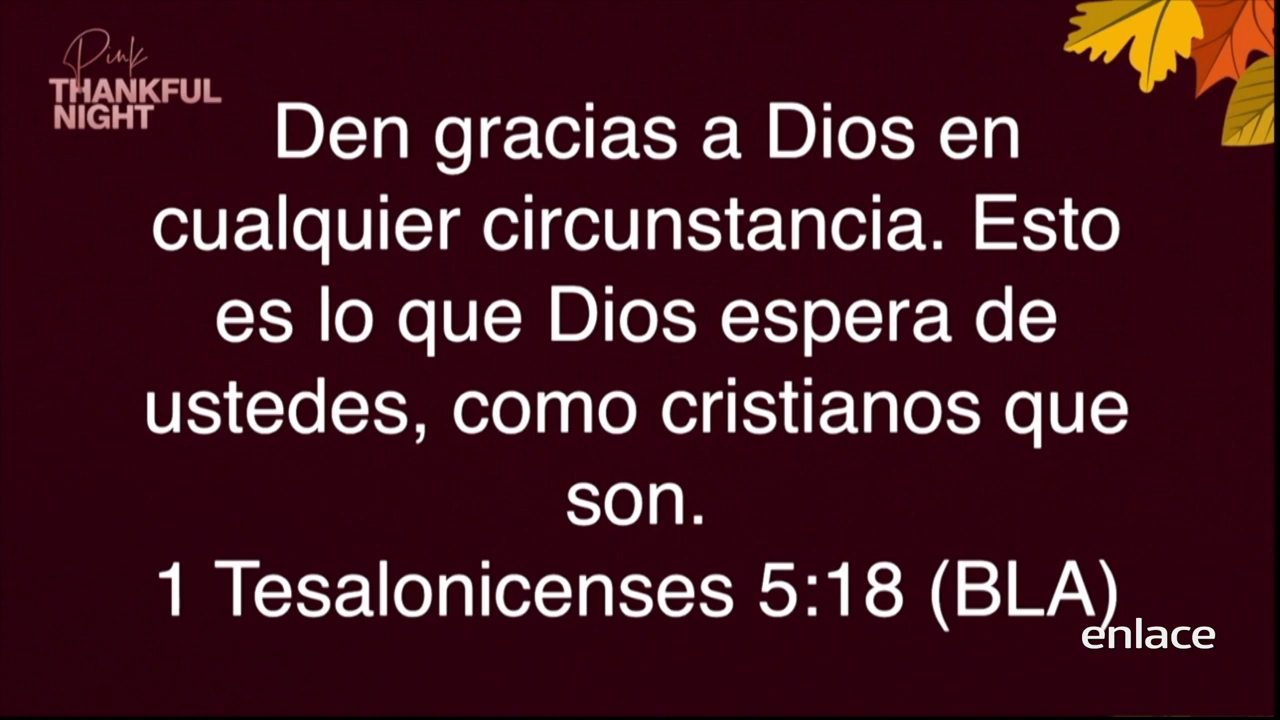 Pink
THANKFUL
NIGHT
Den gracias a Dios en
cualquier circunstancia. Esto
es lo que Dios espera de
ustedes, como cristianos que
son.
1 Tesalonicenses 5:18 (BLA)
enlace